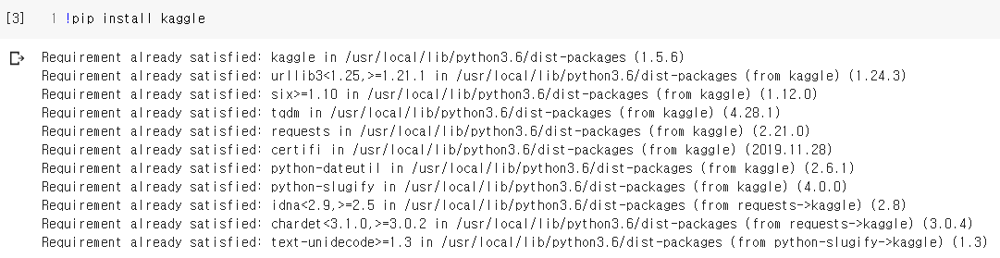 [3] 1 !pip install kaggle
Requirement already satisfied: kaggle in /usr/local/lib/python3.6/dist-packages (1.5.6)
Requirement already satisfied: urllib3<1.25,>=1.21.1 in /usr/local/lib/python3.6/dist-packages (from kaggle) (1.24.3)
Requirement already satisfied: six>=1.10 in /usr/local/lib/python3.6/dist-packages (from kaggle) (1.12.0)
Requirement already satisfied: tqdm in /usr/local/lib/python3.6/dist-packages (from kaggle) (4.28.1)
Requirement already satisfied: requests in /usr/local/lib/python3.6/dist-packages (from kaggle) (2.21.0)
Requirement already satisfied: certifi in /usr/local/lib/python3.6/dist-packages (from kaggle) (2019.11.28)
Requirement already satisfied: python-dateutil in /usr/local/lib/python3.6/dist-packages (from kaggle) (2.6.1)
Requirement already satisfied: python-slugify in /usr/local/lib/python3.6/dist-packages (from kaggle) (4.0.0)
Requirement already satisfied: idna<2.9,>=2.5 in /usr/local/lib/python3.6/dist-packages (from requests->kaggle) (2.8)
Requirement already satisfied: chardet<3.1.0,>=3.0.2 in /usr/local/lib/python3.6/dist-packages (from requests->kaggle) (3.0.4)
Requirement already satisfied: text-unidecode>=1.3 in /usr/local/lib/python3.6/dist-packages (from python-slugify->kaggle) (1.3)